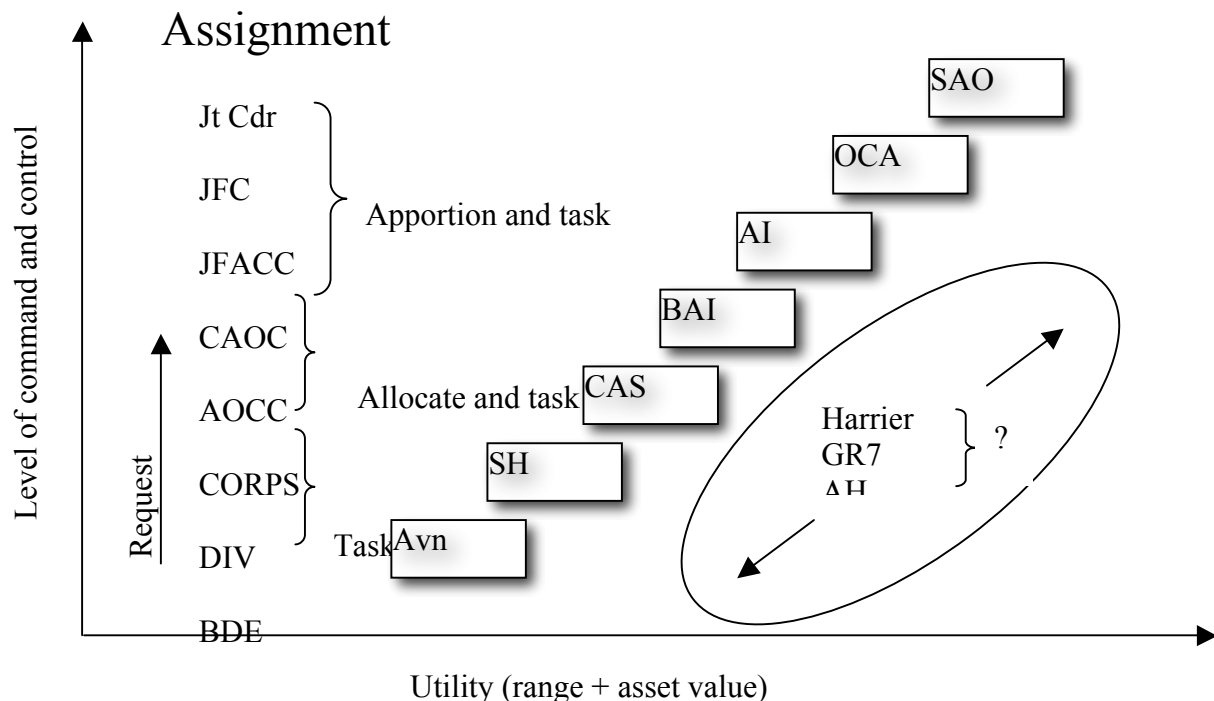 Assignment
Level of command and control
Jt Cdr
JFC
JFACC
CAOC
AOCC
CORPS
DIV
BDE
Request
Apportion and task
Allocate and task
Task
SAO
OCA
AI
BAI
CAS
SH
Avn
Harrier
GR7
AH
?
Utility (range + asset value)